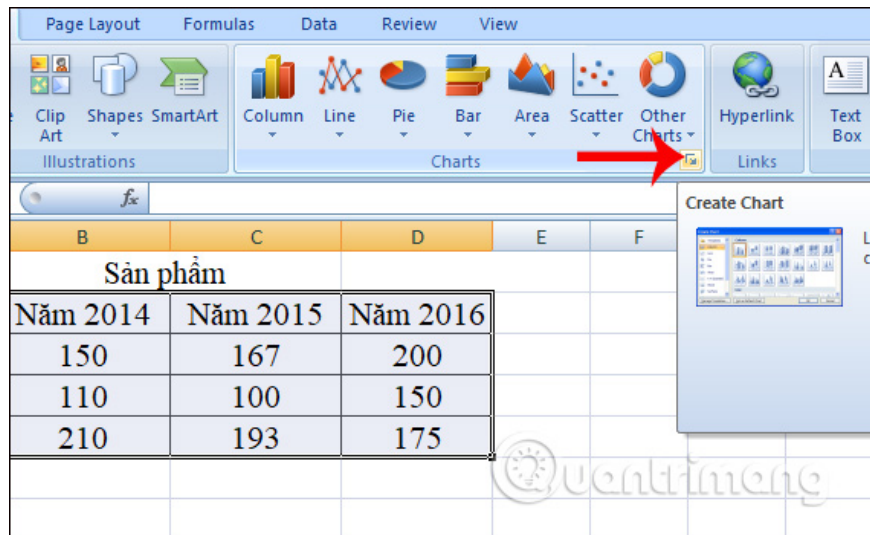 Page Layout Formulas Data Review View
Clip Art Shapes SmartArt Column Line Pie Bar Area Scatter Other Charts Hyperlink Text Box
Illustrations Charts Links
fx
Create Chart
B C D E F
Sản phẩm
Năm 2014 Năm 2015 Năm 2016
150 167 200
110 100 150
210 193 175
Quantrimang